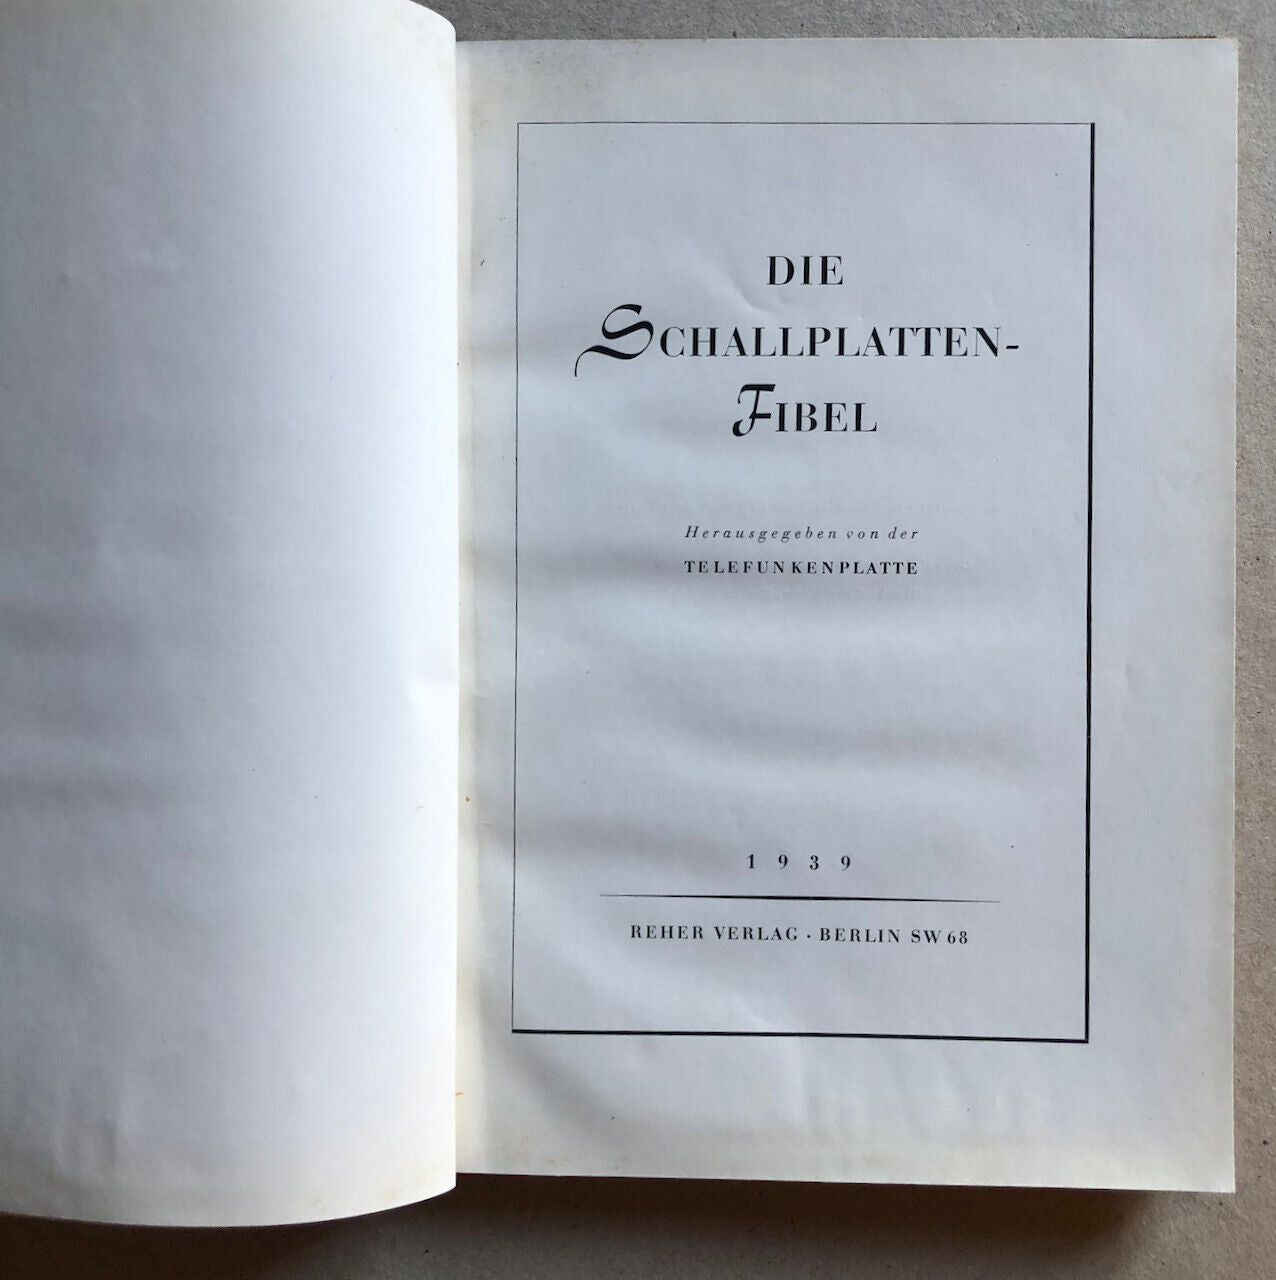 DIE
SCHALLPLATTEN-
FIBEL
Herausgegeben von der
TELEFUNKENPLATTE
1939
REHER VERLAG · BERLIN SW 68